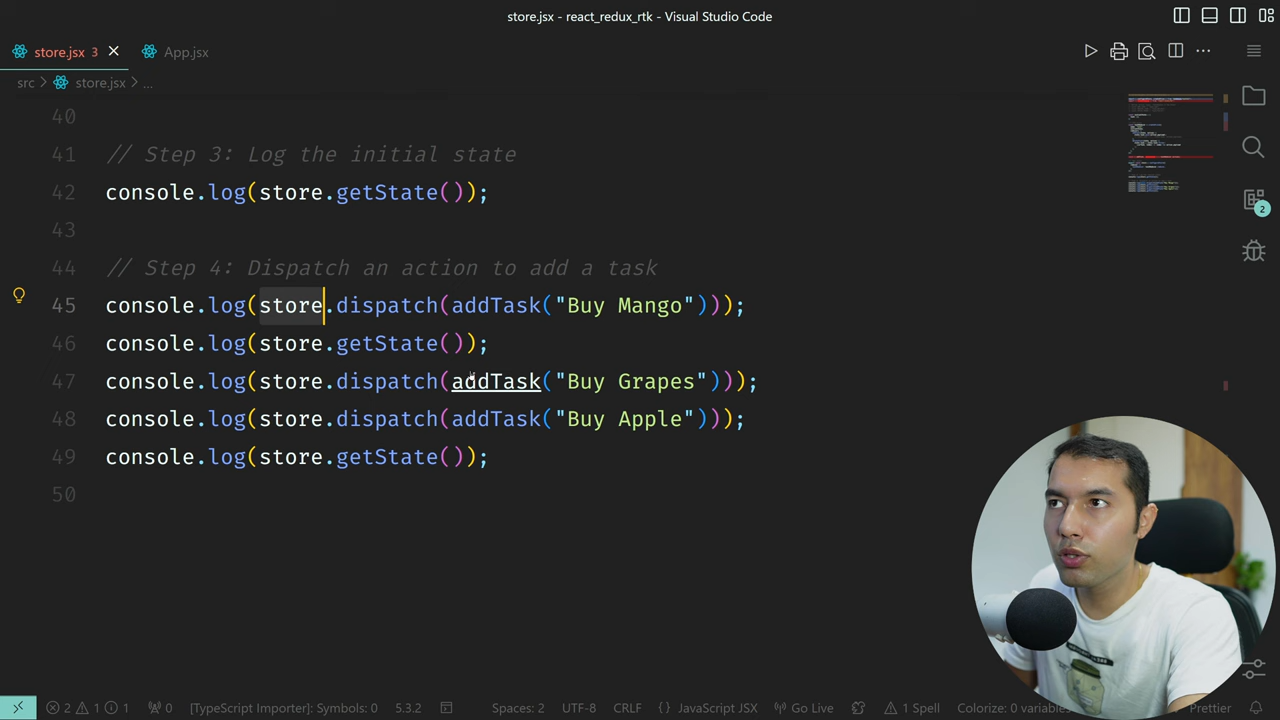 store.jsx - react_redux_rtk - Visual Studio Code
store.jsx 3
App.jsx
src > store.jsx > ...
40
41 // Step 3: Log the initial state
42 console.log(store.getState());
43
44 // Step 4: Dispatch an action to add a task
45 console.log(store.dispatch(addTask("Buy Mango")));
46 console.log(store.getState());
47 console.log(store.dispatch(addTask("Buy Grapes")));
48 console.log(store.dispatch(addTask("Buy Apple")));
49 console.log(store.getState());
50
2
2 1 1 0 [TypeScript Importer]: Symbols: 0 5.3.2 Spaces: 2 UTF-8 CRLF {} JavaScript JSX Go Live 1 Spell Colorize: 0 variables Prettier